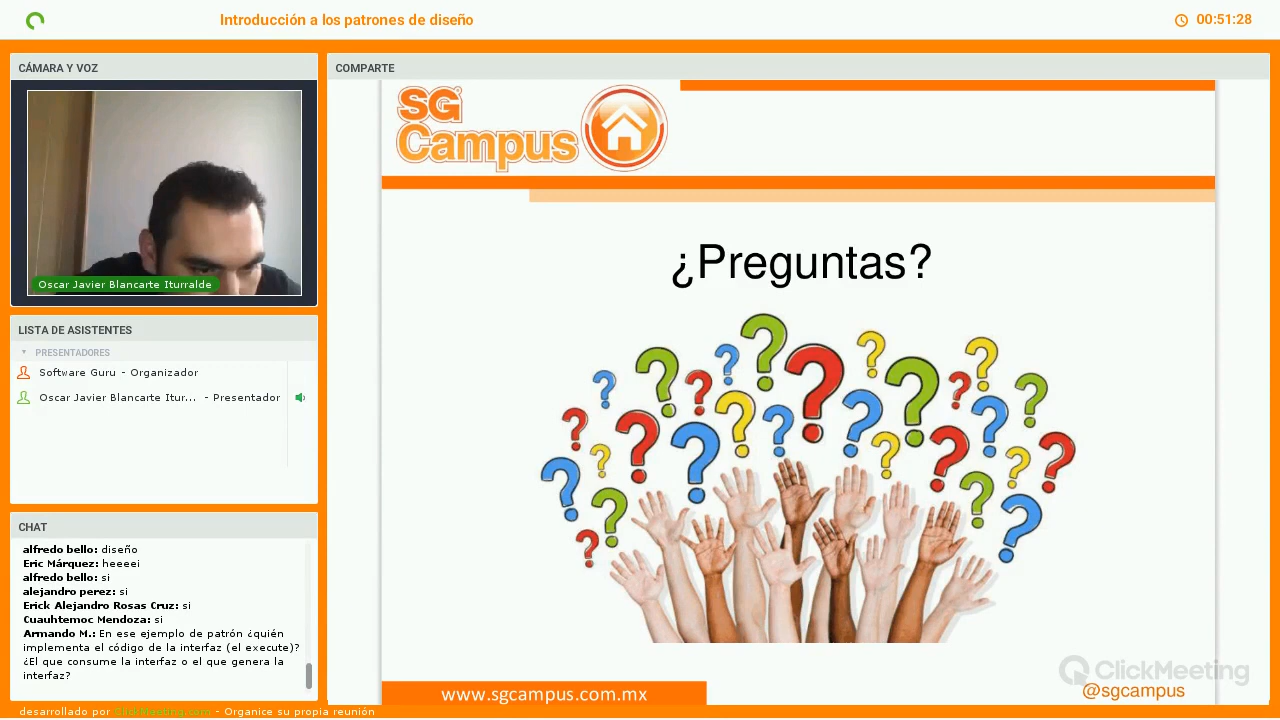 Introducción a los patrones de diseño
00:51:28
CÁMARA Y VOZ
Oscar Javier Blancarte Iturralde
LISTA DE ASISTENTES
PRESENTADORES
Software Guru - Organizador
Oscar Javier Blancarte Itur... - Presentador
CHAT
alfredo bello: diseño
Eric Márquez: heeeei
alfredo bello: si
alejandro perez: si
Erick Alejandro Rosas Cruz: si
Cuauhtemoc Mendoza: si
Armando M.: En ese ejemplo de patrón ¿quién
implementa el código de la interfaz (el execute)?
¿El que consume la interfaz o el que genera la
interfaz?
desarrollado por ClickMeeting.com - Organice su propia reunión
COMPARTE
SG
Campus
¿Preguntas?
www.sgcampus.com.mx
ClickMeeting
@sgcampus